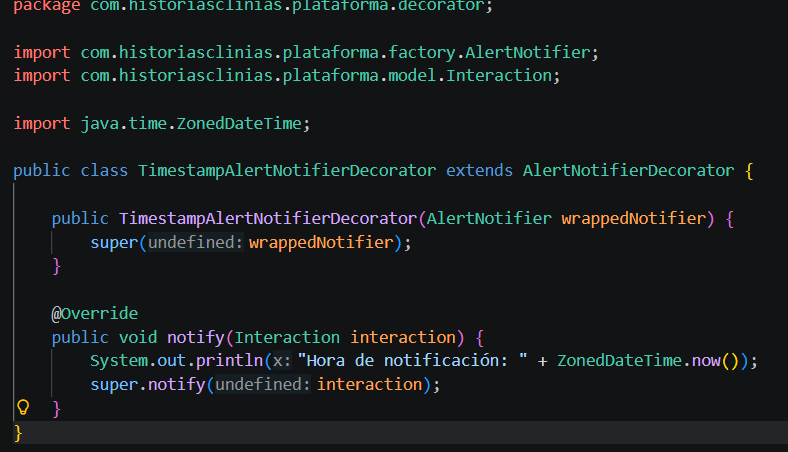 package com.historiasclinias.plataforma.decorator;
import com.historiasclinias.plataforma.factory.AlertNotifier;
import com.historiasclinias.plataforma.model.Interaction;
import java.time.ZonedDateTime;
public class TimestampAlertNotifierDecorator extends AlertNotifierDecorator {
public TimestampAlertNotifierDecorator(AlertNotifier wrappedNotifier) {
super(undefined: wrappedNotifier);
}
@Override
public void notify(Interaction interaction) {
System.out.println(x: "Hora de notificación: " + ZonedDateTime.now());
super.notify(undefined: interaction);
}
}